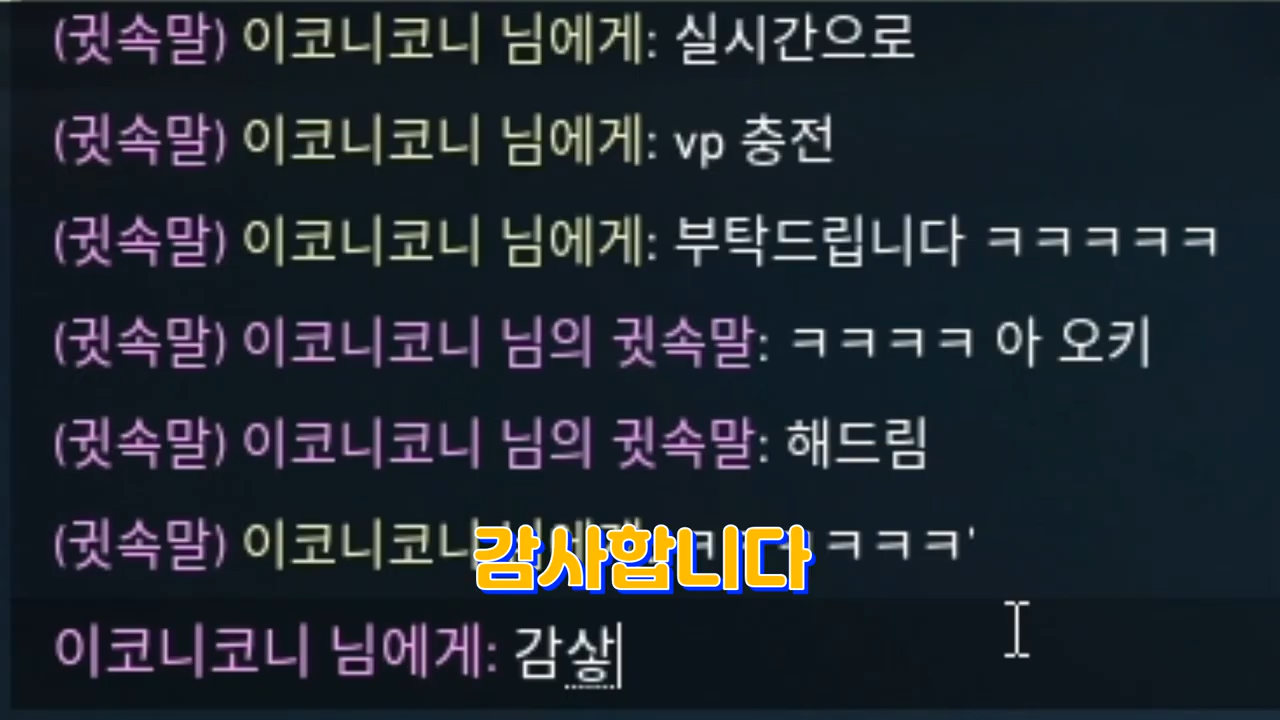 (귓속말) 이코니코니 님에게: 실시간으로
(귓속말) 이코니코니 님에게: vp 충전
(귓속말) 이코니코니 님에게: 부탁드립니다 ㅋㅋㅋㅋㅋ
(귓속말) 이코니코니 님의 귓속말: ㅋㅋㅋㅋ 아 오키
(귓속말) 이코니코니 님의 귓속말: 해드림
(귓속말) 이코니코니 ㅋㅋㅋ'
감사합니다
이코니코니 님에게: 감샇